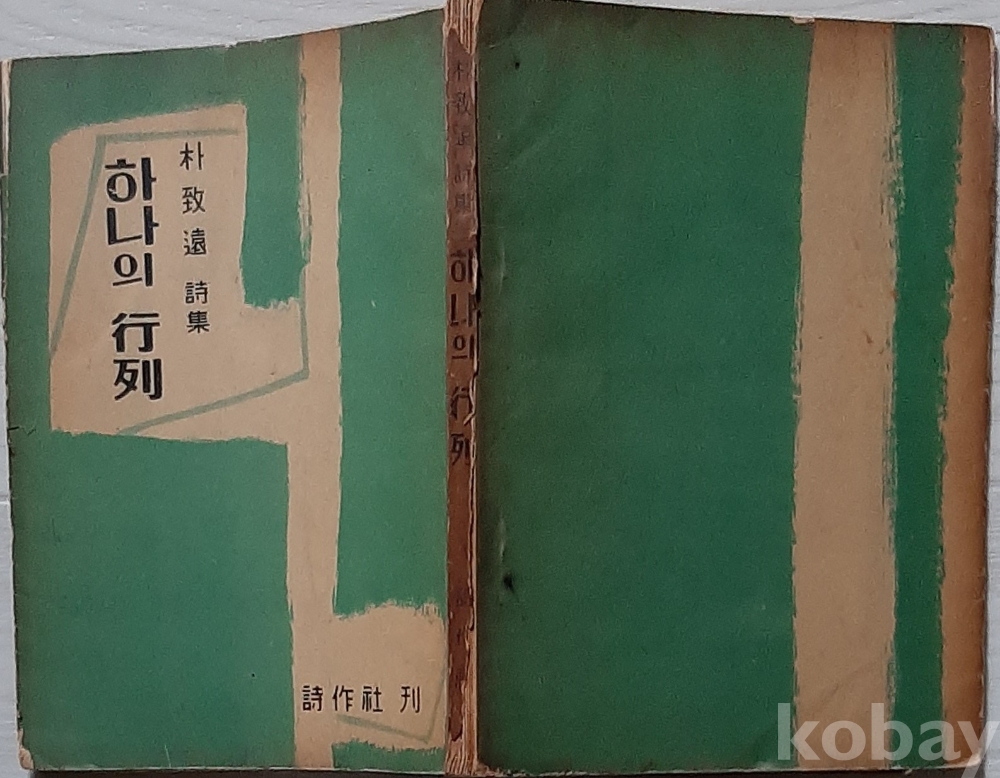 朴致遠 詩集
하나의 行列
詩作社 刊
朴致遠詩集
하나의 行列
kobay